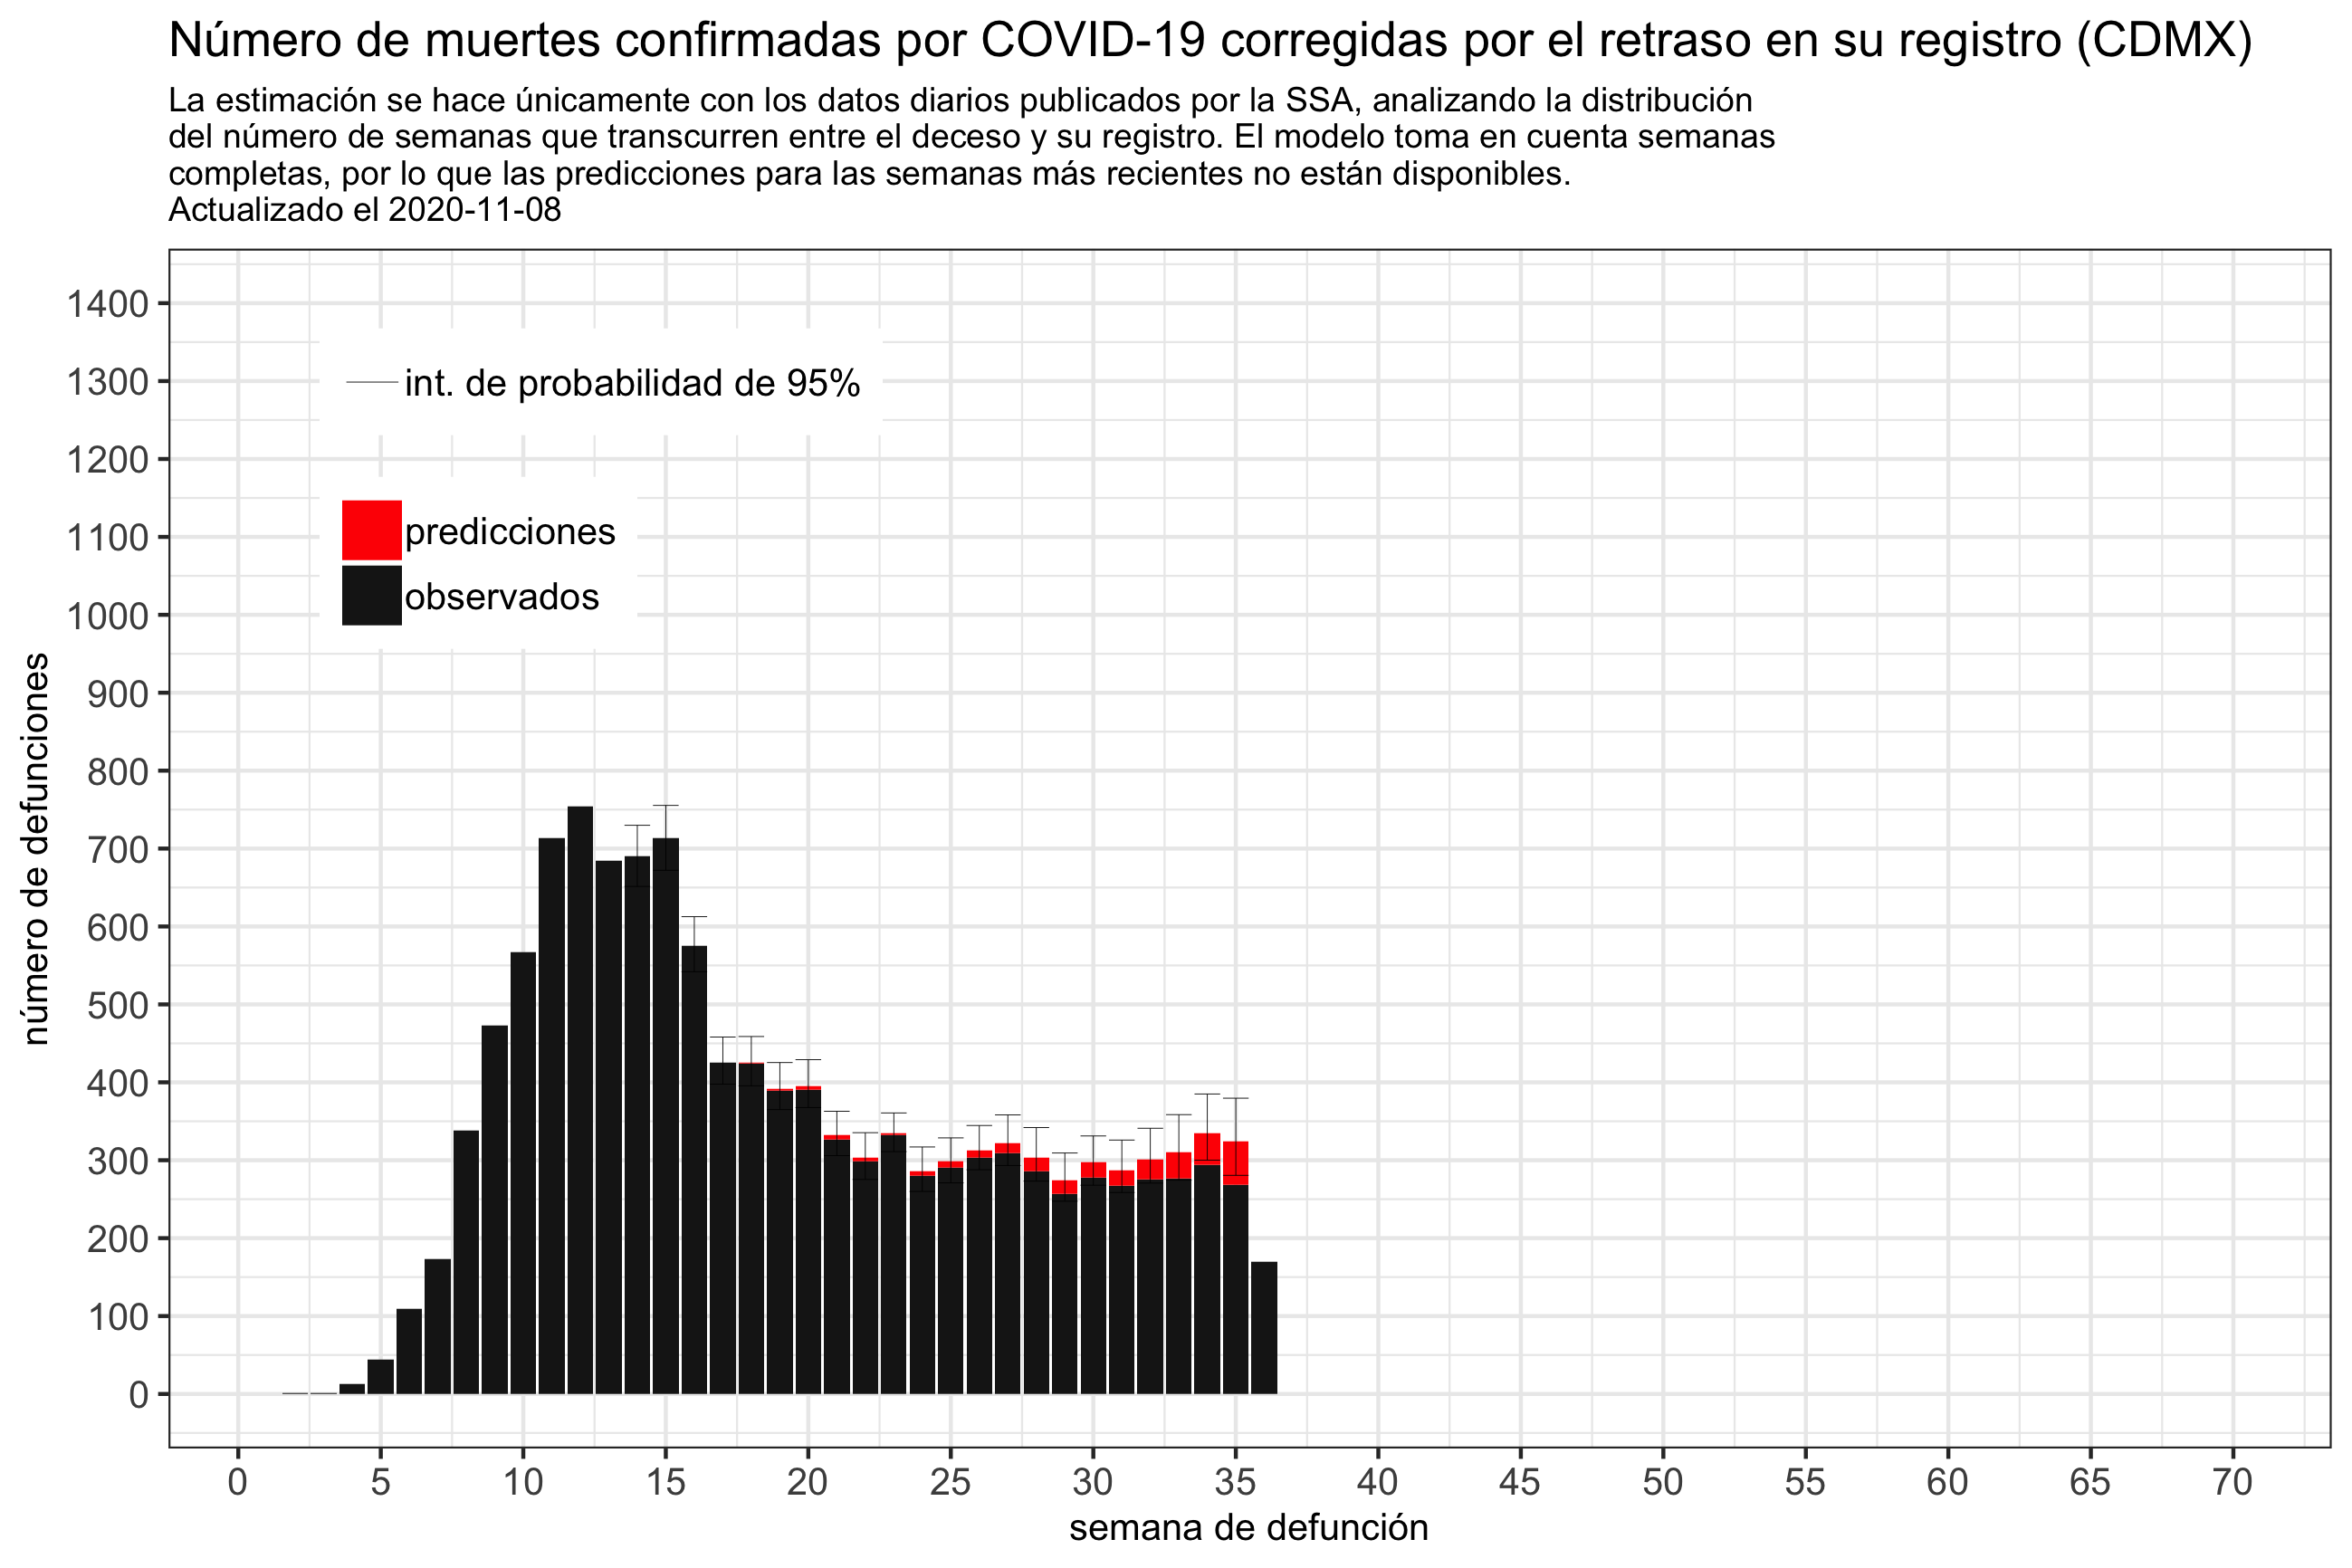 Número de muertes confirmadas por COVID-19 corregidas por el retraso en su registro (CDMX)
La estimación se hace únicamente con los datos diarios publicados por la SSA, analizando la distribución
del número de semanas que transcurren entre el deceso y su registro. El modelo toma en cuenta semanas
completas, por lo que las predicciones para las semanas más recientes no están disponibles.
Actualizado el 2020-11-08
número de defunciones
1400
1300
1200
1100
1000
900
800
700
600
500
400
300
200
100
0
int. de probabilidad de 95%
predicciones
observados
0 5 10 15 20 25 30 35 40 45 50 55 60 65 70
semana de defunción